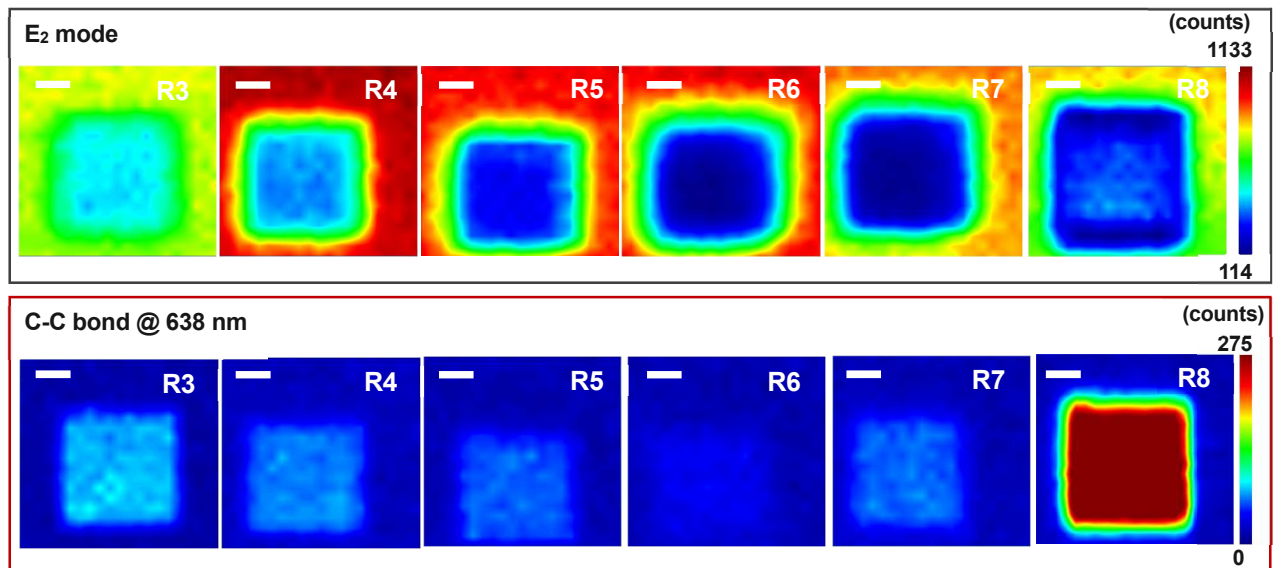 E₂ mode
(counts)
1133
R3
R4
R5
R6
R7
R8
114
C-C bond @ 638 nm
(counts)
275
R3
R4
R5
R6
R7
R8
0